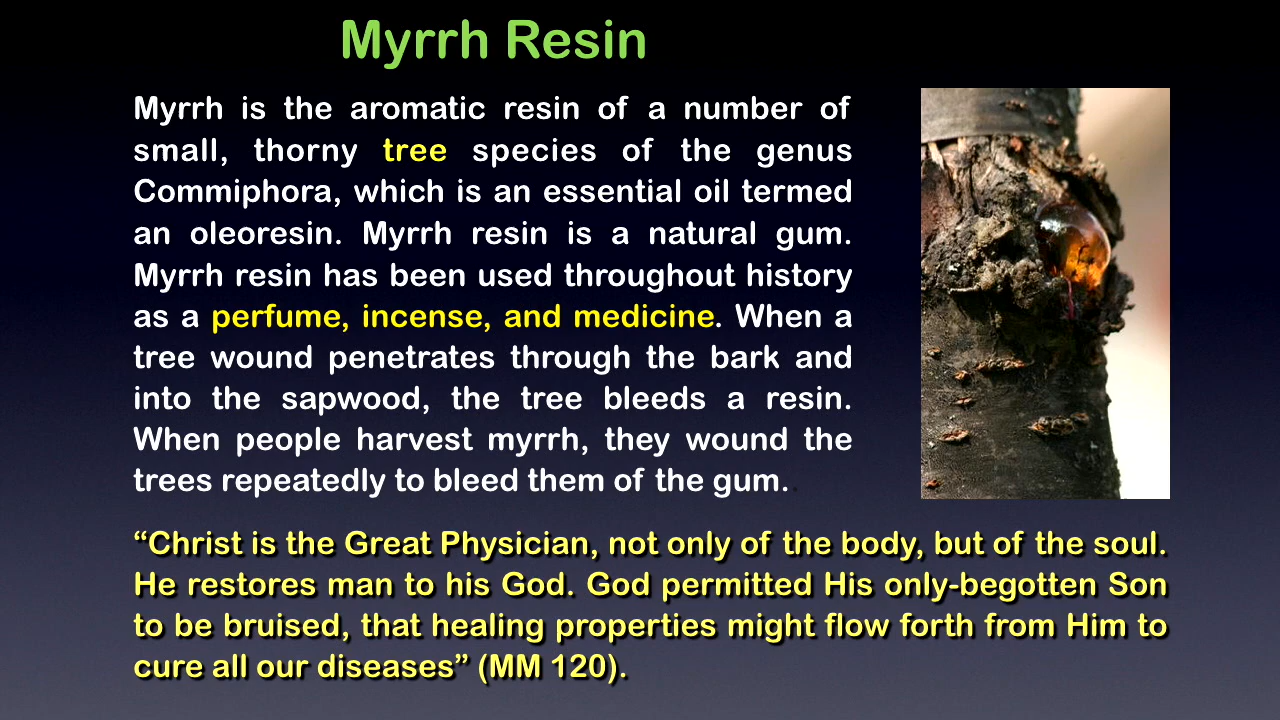 Myrrh Resin
Myrrh is the aromatic resin of a number of
small, thorny tree species of the genus
Commiphora, which is an essential oil termed
an oleoresin. Myrrh resin is a natural gum.
Myrrh resin has been used throughout history
as a perfume, incense, and medicine. When a
tree wound penetrates through the bark and
into the sapwood, the tree bleeds a resin.
When people harvest myrrh, they wound the
trees repeatedly to bleed them of the gum.
“Christ is the Great Physician, not only of the body, but of the soul.
He restores man to his God. God permitted His only-begotten Son
to be bruised, that healing properties might flow forth from Him to
cure all our diseases” (MM 120).